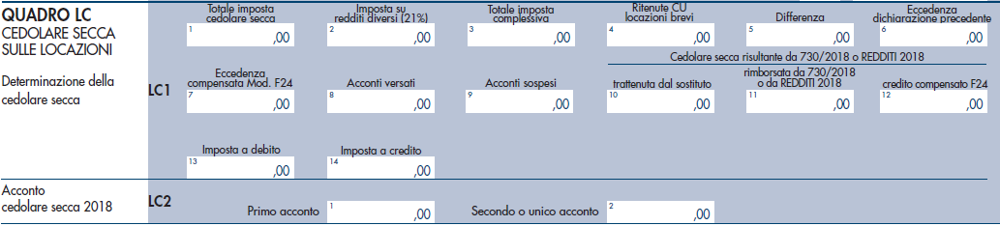 QUADRO LC
CEDOLARE SECCA
SULLE LOCAZIONI
Determinazione della
cedolare secca
LC1
Totale imposta
cedolare secca
1 ,00
Imposta su
redditi diversi (21%)
2 ,00
Totale imposta
complessiva
3 ,00
Ritenute CU
locazioni brevi
4 ,00
Differenza
5 ,00
Eccedenza
dichiarazione precedente
6 ,00
Eccedenza
compensata Mod. F24
7 ,00
Acconti versati
8 ,00
Acconti sospesi
9 ,00
Cedolare secca risultante da 730/2018 o REDDITI 2018
trattenuta dal sostituto
10 ,00
rimborsata da 730/2018
o da REDDITI 2018
11 ,00
credito compensato F24
12 ,00
Imposta a debito
13 ,00
Imposta a credito
14 ,00
Acconto
cedolare secca 2018
LC2
Primo acconto 1 ,00
Secondo o unico acconto 2 ,00